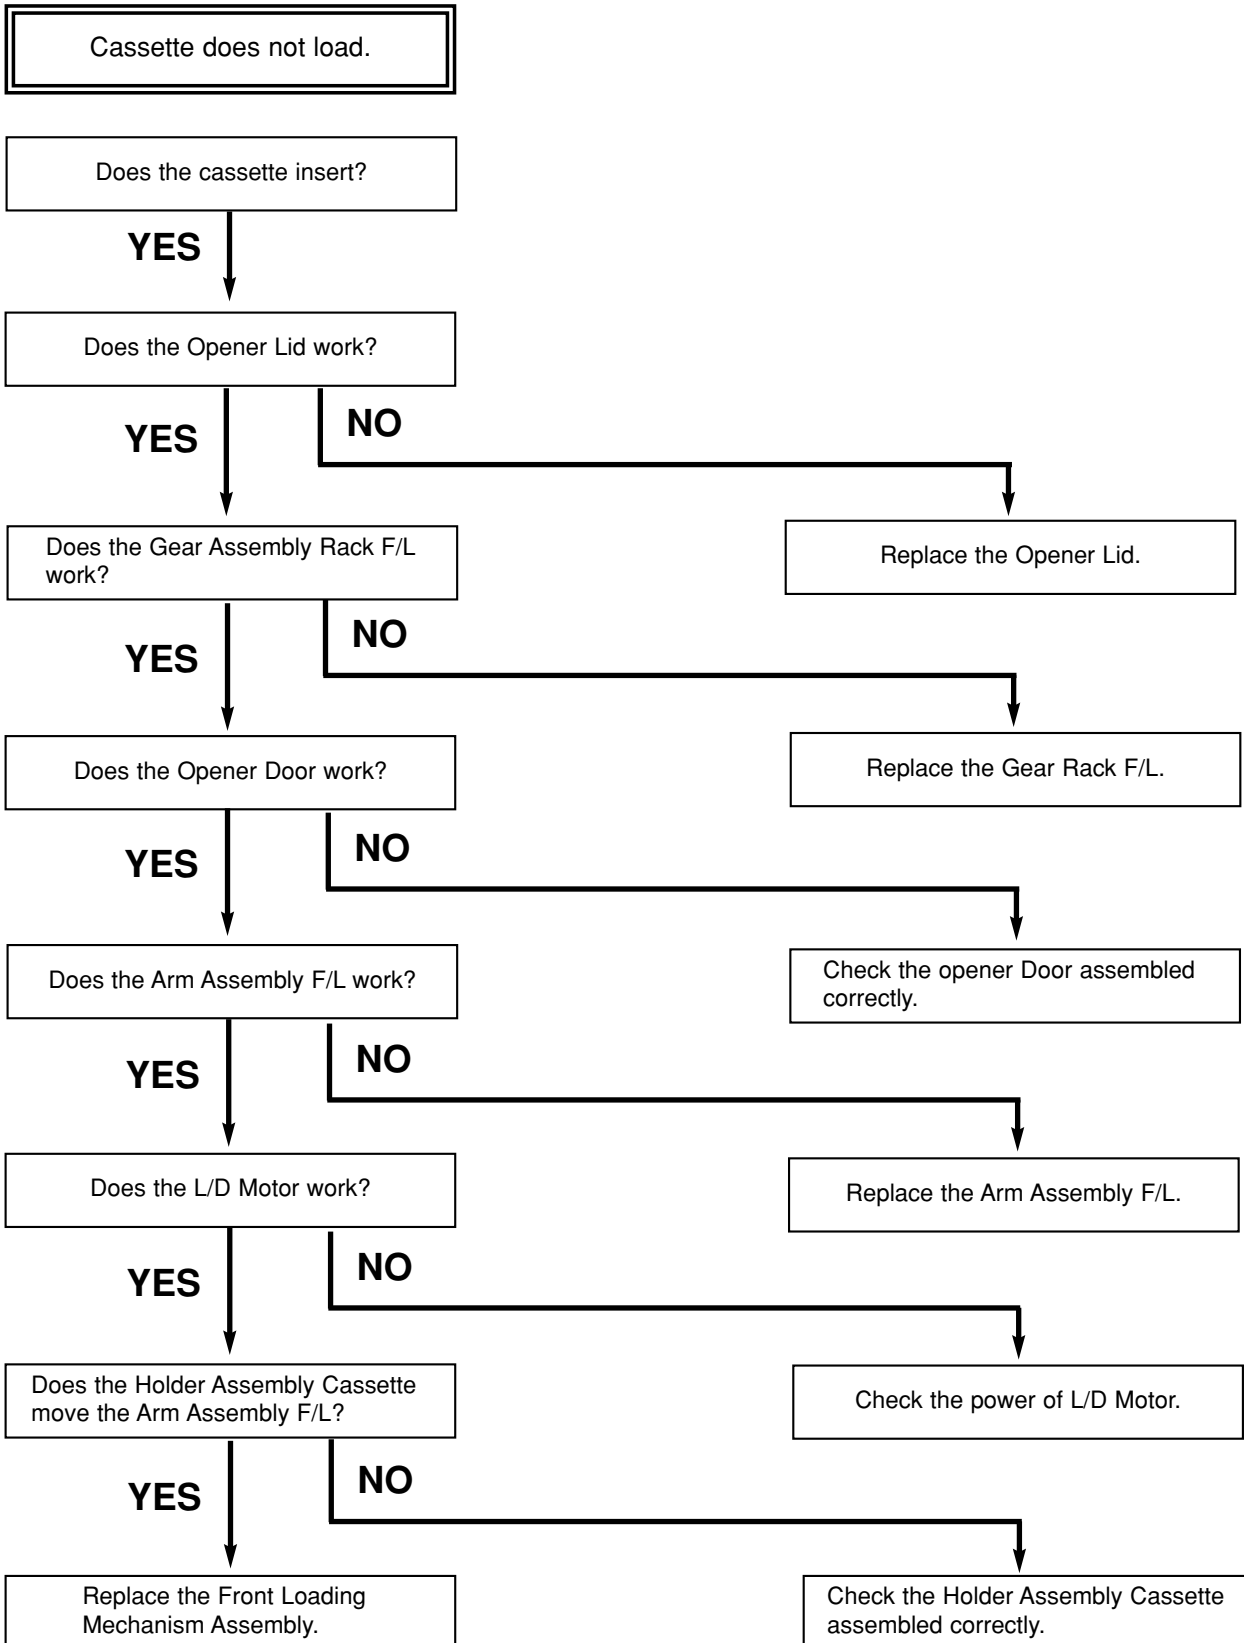 Cassette does not load.
Does the cassette insert?
YES
Does the Opener Lid work?
YES
NO
Does the Gear Assembly Rack F/L
work?
Replace the Opener Lid.
YES
NO
Does the Opener Door work?
Replace the Gear Rack F/L.
YES
NO
Does the Arm Assembly F/L work?
Check the opener Door assembled
correctly.
YES
NO
Does the L/D Motor work?
Replace the Arm Assembly F/L.
YES
NO
Does the Holder Assembly Cassette
move the Arm Assembly F/L?
Check the power of L/D Motor.
YES
NO
Replace the Front Loading
Mechanism Assembly.
Check the Holder Assembly Cassette
assembled correctly.